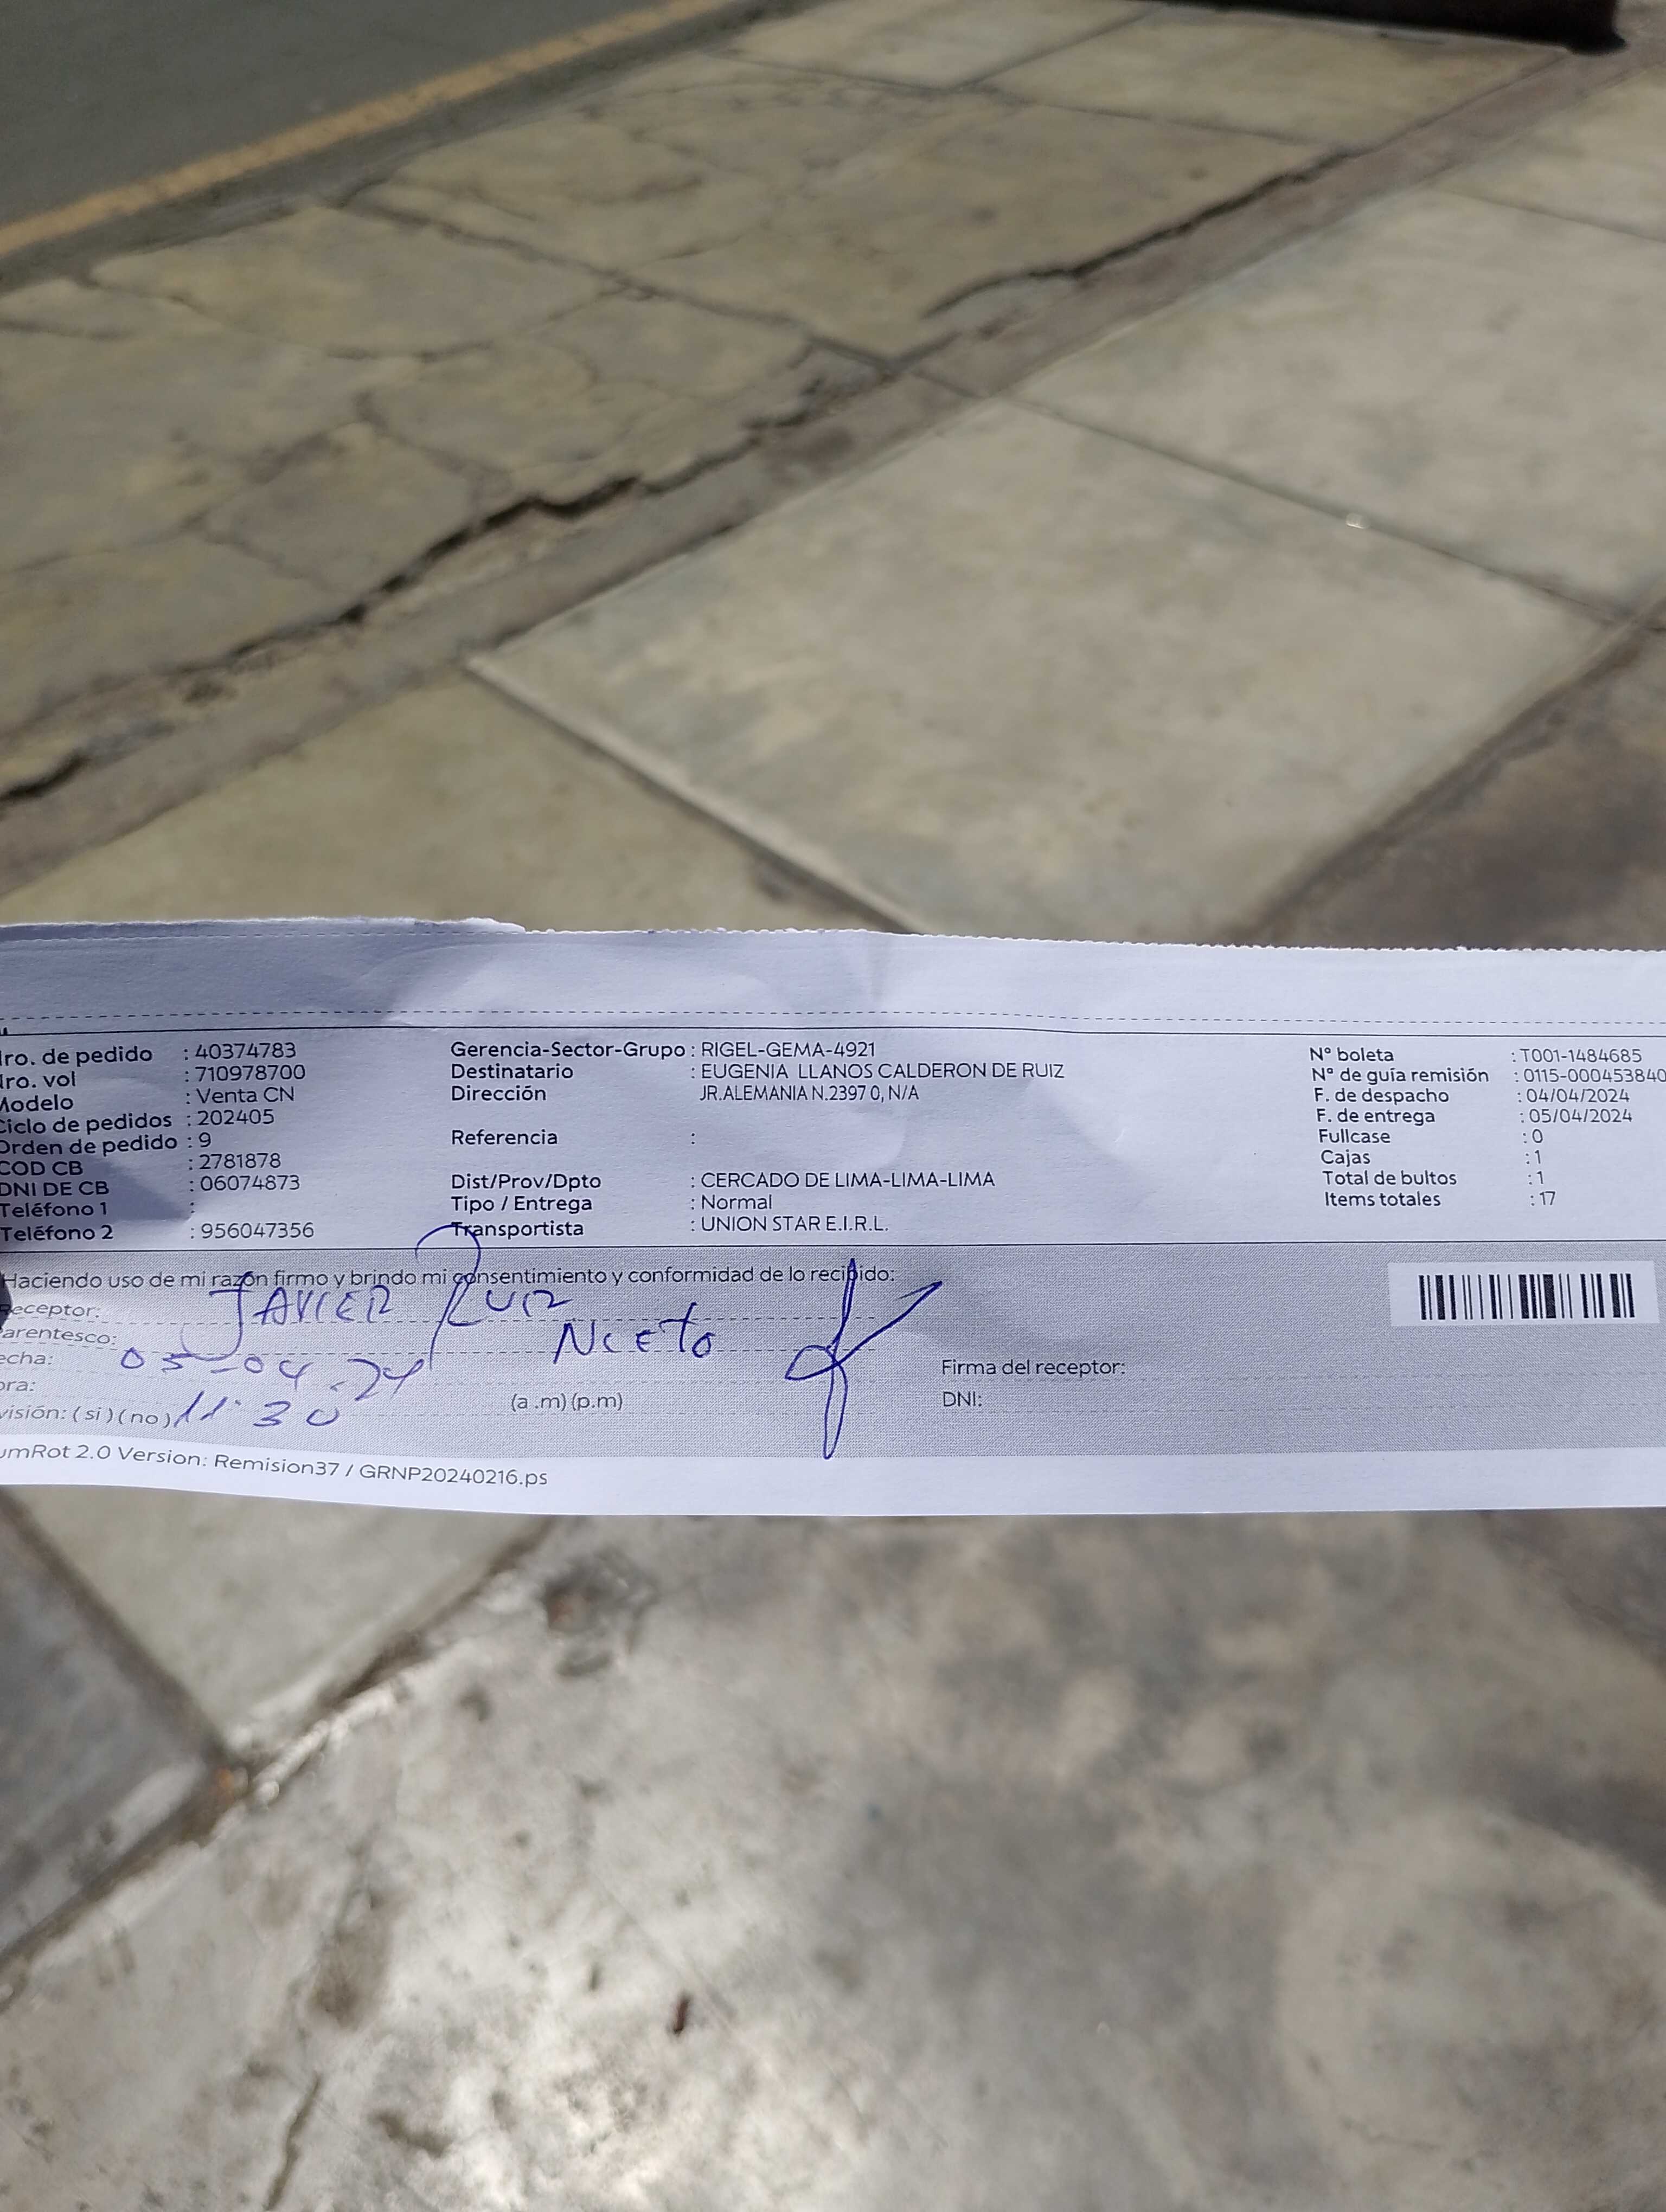 ro. de pedido : 40374783
ro. vol : 710978700
Modelo : Venta CN
Ciclo de pedidos : 202405
Orden de pedido : 9
COD CB : 2781878
DNI DE CB : 06074873
Teléfono 1 :
Teléfono 2 : 956047356
Gerencia-Sector-Grupo : RIGEL-GEMA-4921
Destinatario : EUGENIA LLANOS CALDERON DE RUIZ
Dirección JR.ALEMANIA N.2397 0, N/A
Referencia :
Dist/Prov/Dpto : CERCADO DE LIMA-LIMA-LIMA
Tipo / Entrega : Normal
Transportista : UNION STAR E.I.R.L.
N° boleta : T001-1484685
N° de guía remisión : 0115-000453840
F. de despacho : 04/04/2024
F. de entrega : 05/04/2024
Fullcase : 0
Cajas : 1
Total de bultos : 1
Items totales : 17
Haciendo uso de mi razón firmo y brindo mi consentimiento y conformidad de lo recibido:
eceptor: JAVIER RUIZ
arentesco: NIETO
echa: 05-04-24
ora:
(a .m) (p.m)
visión: ( si ) ( no ) 11:30
Firma del receptor:
DNI:
umRot 2.0 Version: Remision37 / GRNP20240216.ps